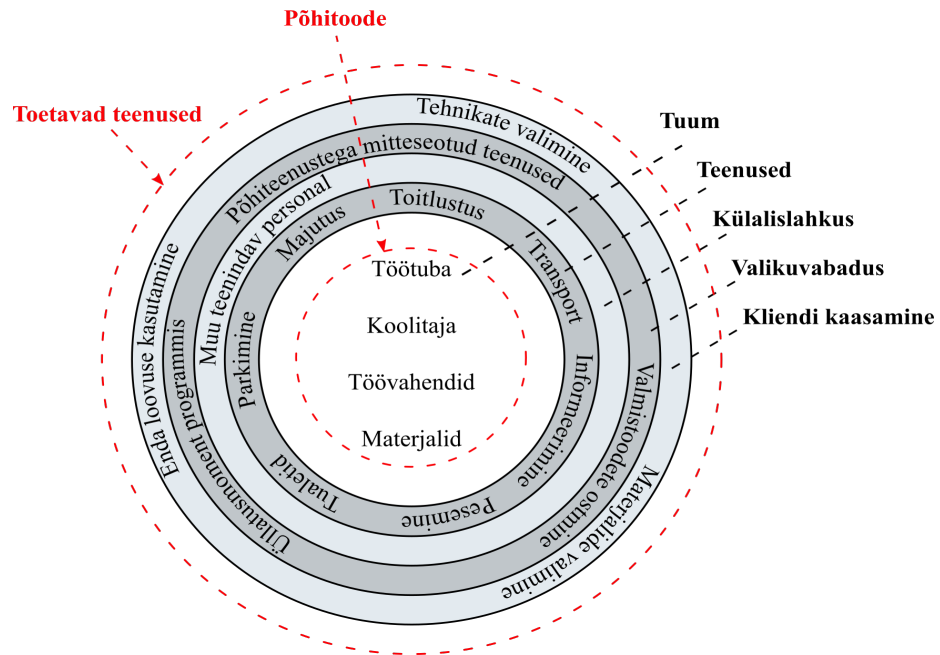 Põhitoode
Toetavad teenused
Tuum
Teenused
Külalislahkus
Valikuvabadus
Kliendi kaasamine
Tehnikate valimine
Materjalide valimine
Enda loovuse kasutamine
Põhiteenustega mitteseotud teenused
Valmistoodete ostmine
Üllatusmoment programmis
Muu teenindav personal
Majutus
Toitlustus
Transport
Informeerimine
Pesemine
Tualetid
Parkimine
Töötuba
Koolitaja
Töövahendid
Materjalid